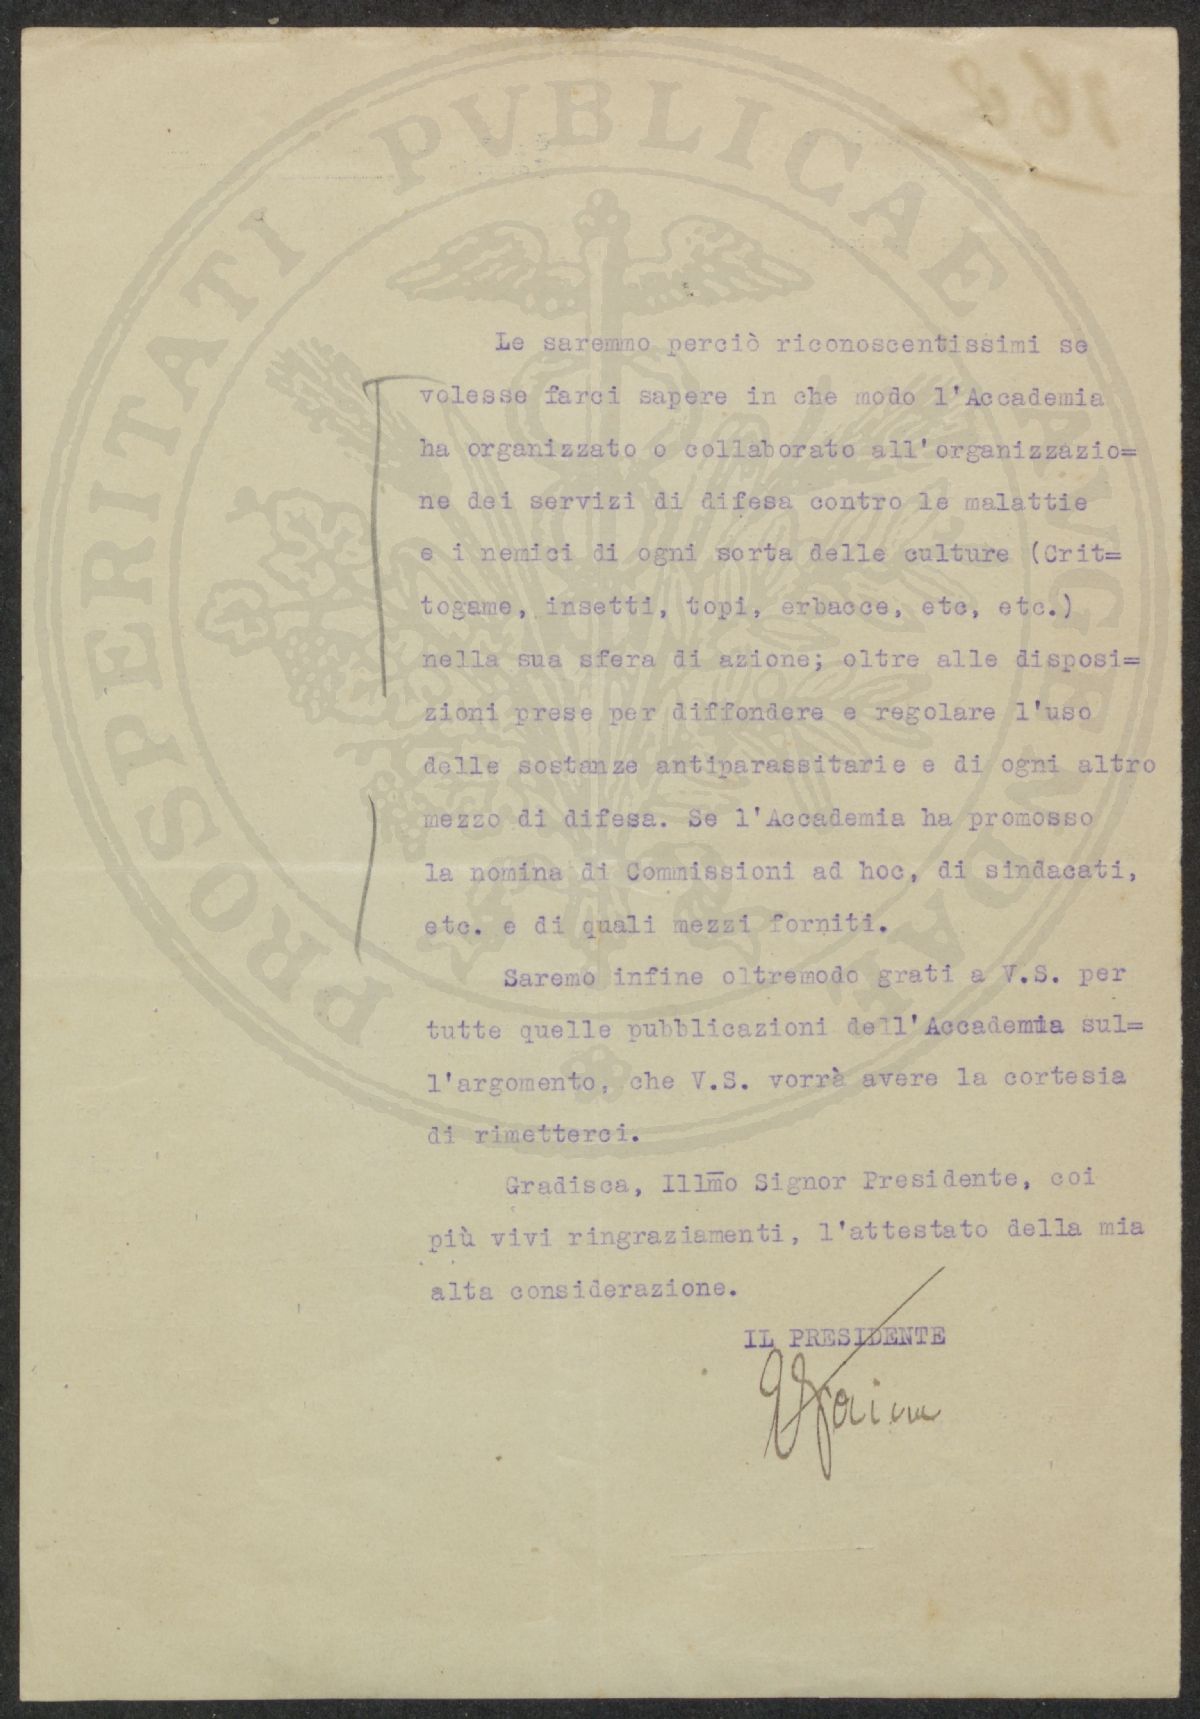 PROSPERITATI PVBLICAE AVGENDAE
Le saremmo perciò riconoscentissimi se
volesse farci sapere in che modo l'Accademia
ha organizzato o collaborato all'organizzazio=
ne dei servizi di difesa contro le malattie
e i nemici di ogni sorta delle culture (Crit=
togame, insetti, topi, erbacce, etc, etc.)
nella sua sfera di azione; oltre alle disposi=
zioni prese per diffondere e regolare l'uso
delle sostanze antiparassitarie e di ogni altro
mezzo di difesa. Se l'Accademia ha promosso
la nomina di Commissioni ad hoc, di sindacati,
etc. e di quali mezzi forniti.
Saremo infine oltremodo grati a V.S. per
tutte quelle pubblicazioni dell'Accademia sul=
l'argomento, che V.S. vorrà avere la cortesia
di rimetterci.
Gradisca, Ill͞mo Signor Presidente, coi
più vivi ringraziamenti, l'attestato della mia
alta considerazione.
IL PRESIDENTE